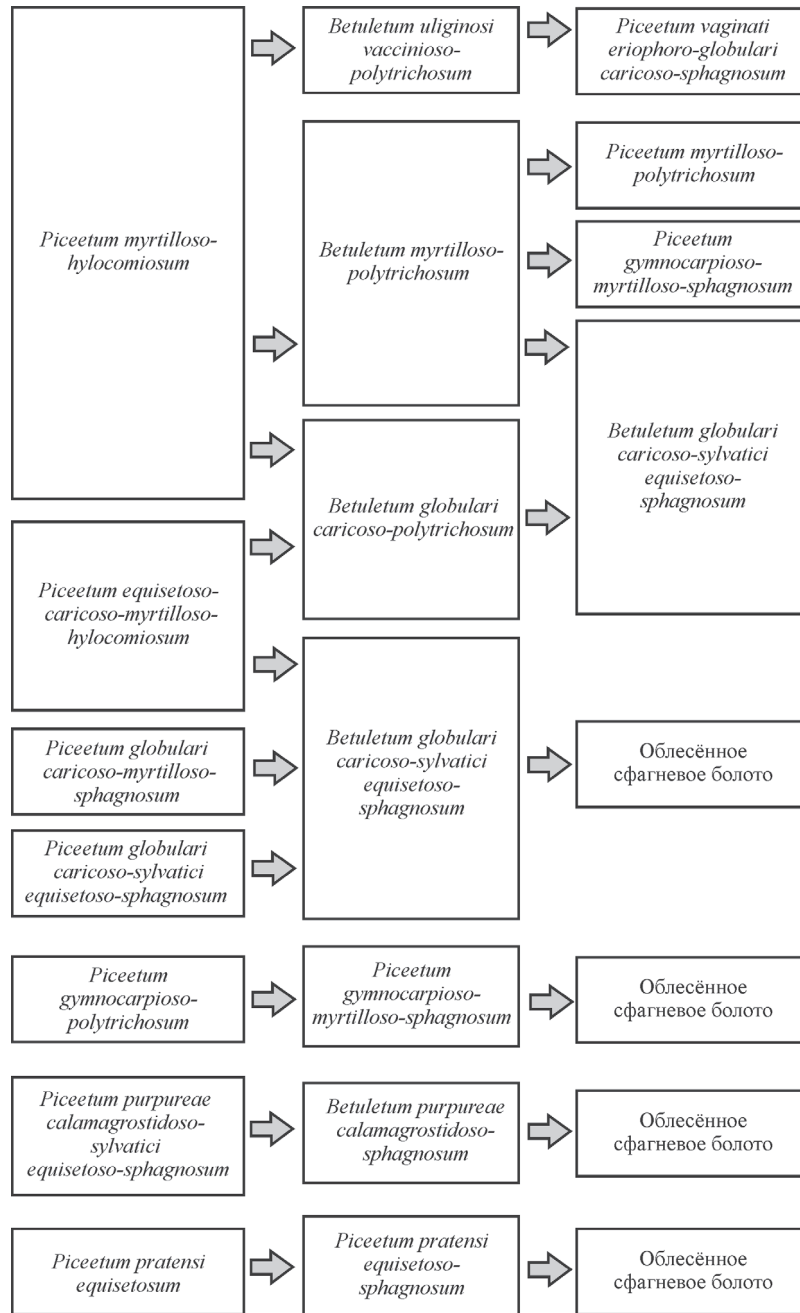 Piceetum myrtilloso-
hylocomiosum
Betuletum uliginosi
vaccinioso-
polytrichosum
Piceetum vaginati
eriophoro-globulari
caricoso-sphagnosum
Betuletum myrtilloso-
polytrichosum
Piceetum myrtilloso-
polytrichosum
Piceetum
gymnocarpioso-
myrtilloso-sphagnosum
Betuletum globulari
caricoso-sylvatici
equisetoso-
sphagnosum
Piceetum equisetoso-
caricoso-myrtilloso-
hylocomiosum
Betuletum globulari
caricoso-polytrichosum
Piceetum globulari
caricoso-myrtilloso-
sphagnosum
Piceetum globulari
caricoso-sylvatici
equisetoso-sphagnosum
Betuletum globulari
caricoso-sylvatici
equisetoso-
sphagnosum
Облесённое
сфагневое болото
Piceetum
gymnocarpioso-
polytrichosum
Piceetum
gymnocarpioso-
myrtilloso-sphagnosum
Облесённое
сфагневое болото
Piceetum purpureae
calamagrostidoso-
sylvatici
equisetoso-sphagnosum
Betuletum purpureae
calamagrostidoso-
sphagnosum
Облесённое
сфагневое болото
Piceetum pratensi
equisetosum
Piceetum pratensi
equisetoso-
sphagnosum
Облесённое
сфагневое болото